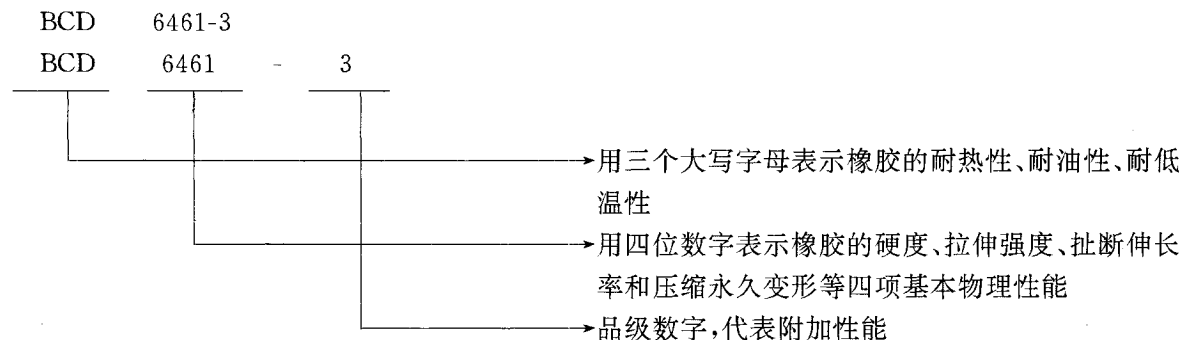 BCD 6461-3
BCD 6461 - 3
用三个大写字母表示橡胶的耐热性、耐油性、耐低
温性
用四位数字表示橡胶的硬度、拉伸强度、扯断伸长
率和压缩永久变形等四项基本物理性能
品级数字,代表附加性能